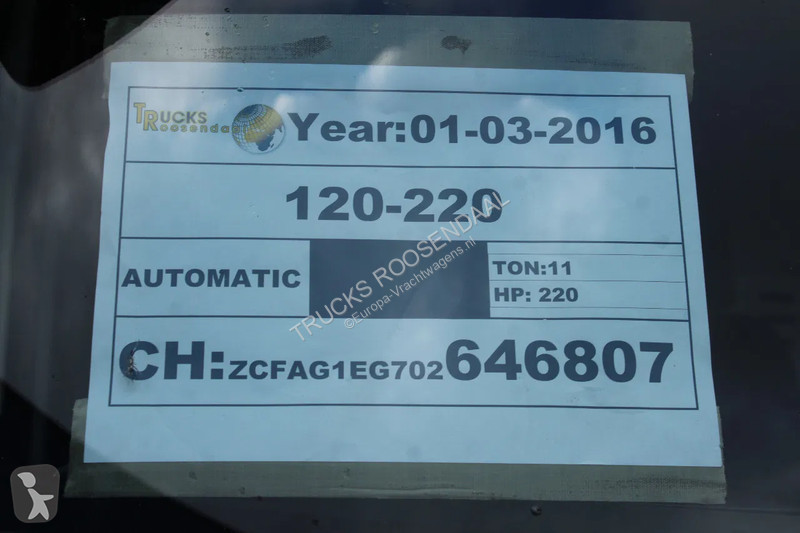 TRUCKS
Roosendaal
Year:01-03-2016
120-220
AUTOMATIC
TON:11
HP: 220
CH:ZCFAG1EG702646807
TRUCKS ROOSENDAAL
©Europa-Vrachtwagens.nl